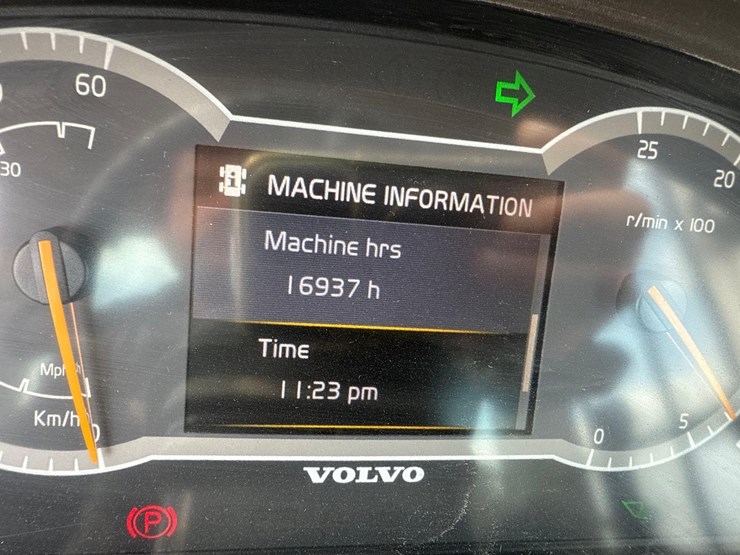 60
30
MACHINE INFORMATION
Machine hrs
16937 h
Time
11:23 pm
25
20
r/min x 100
Km/h
0
0
5
VOLVO
P